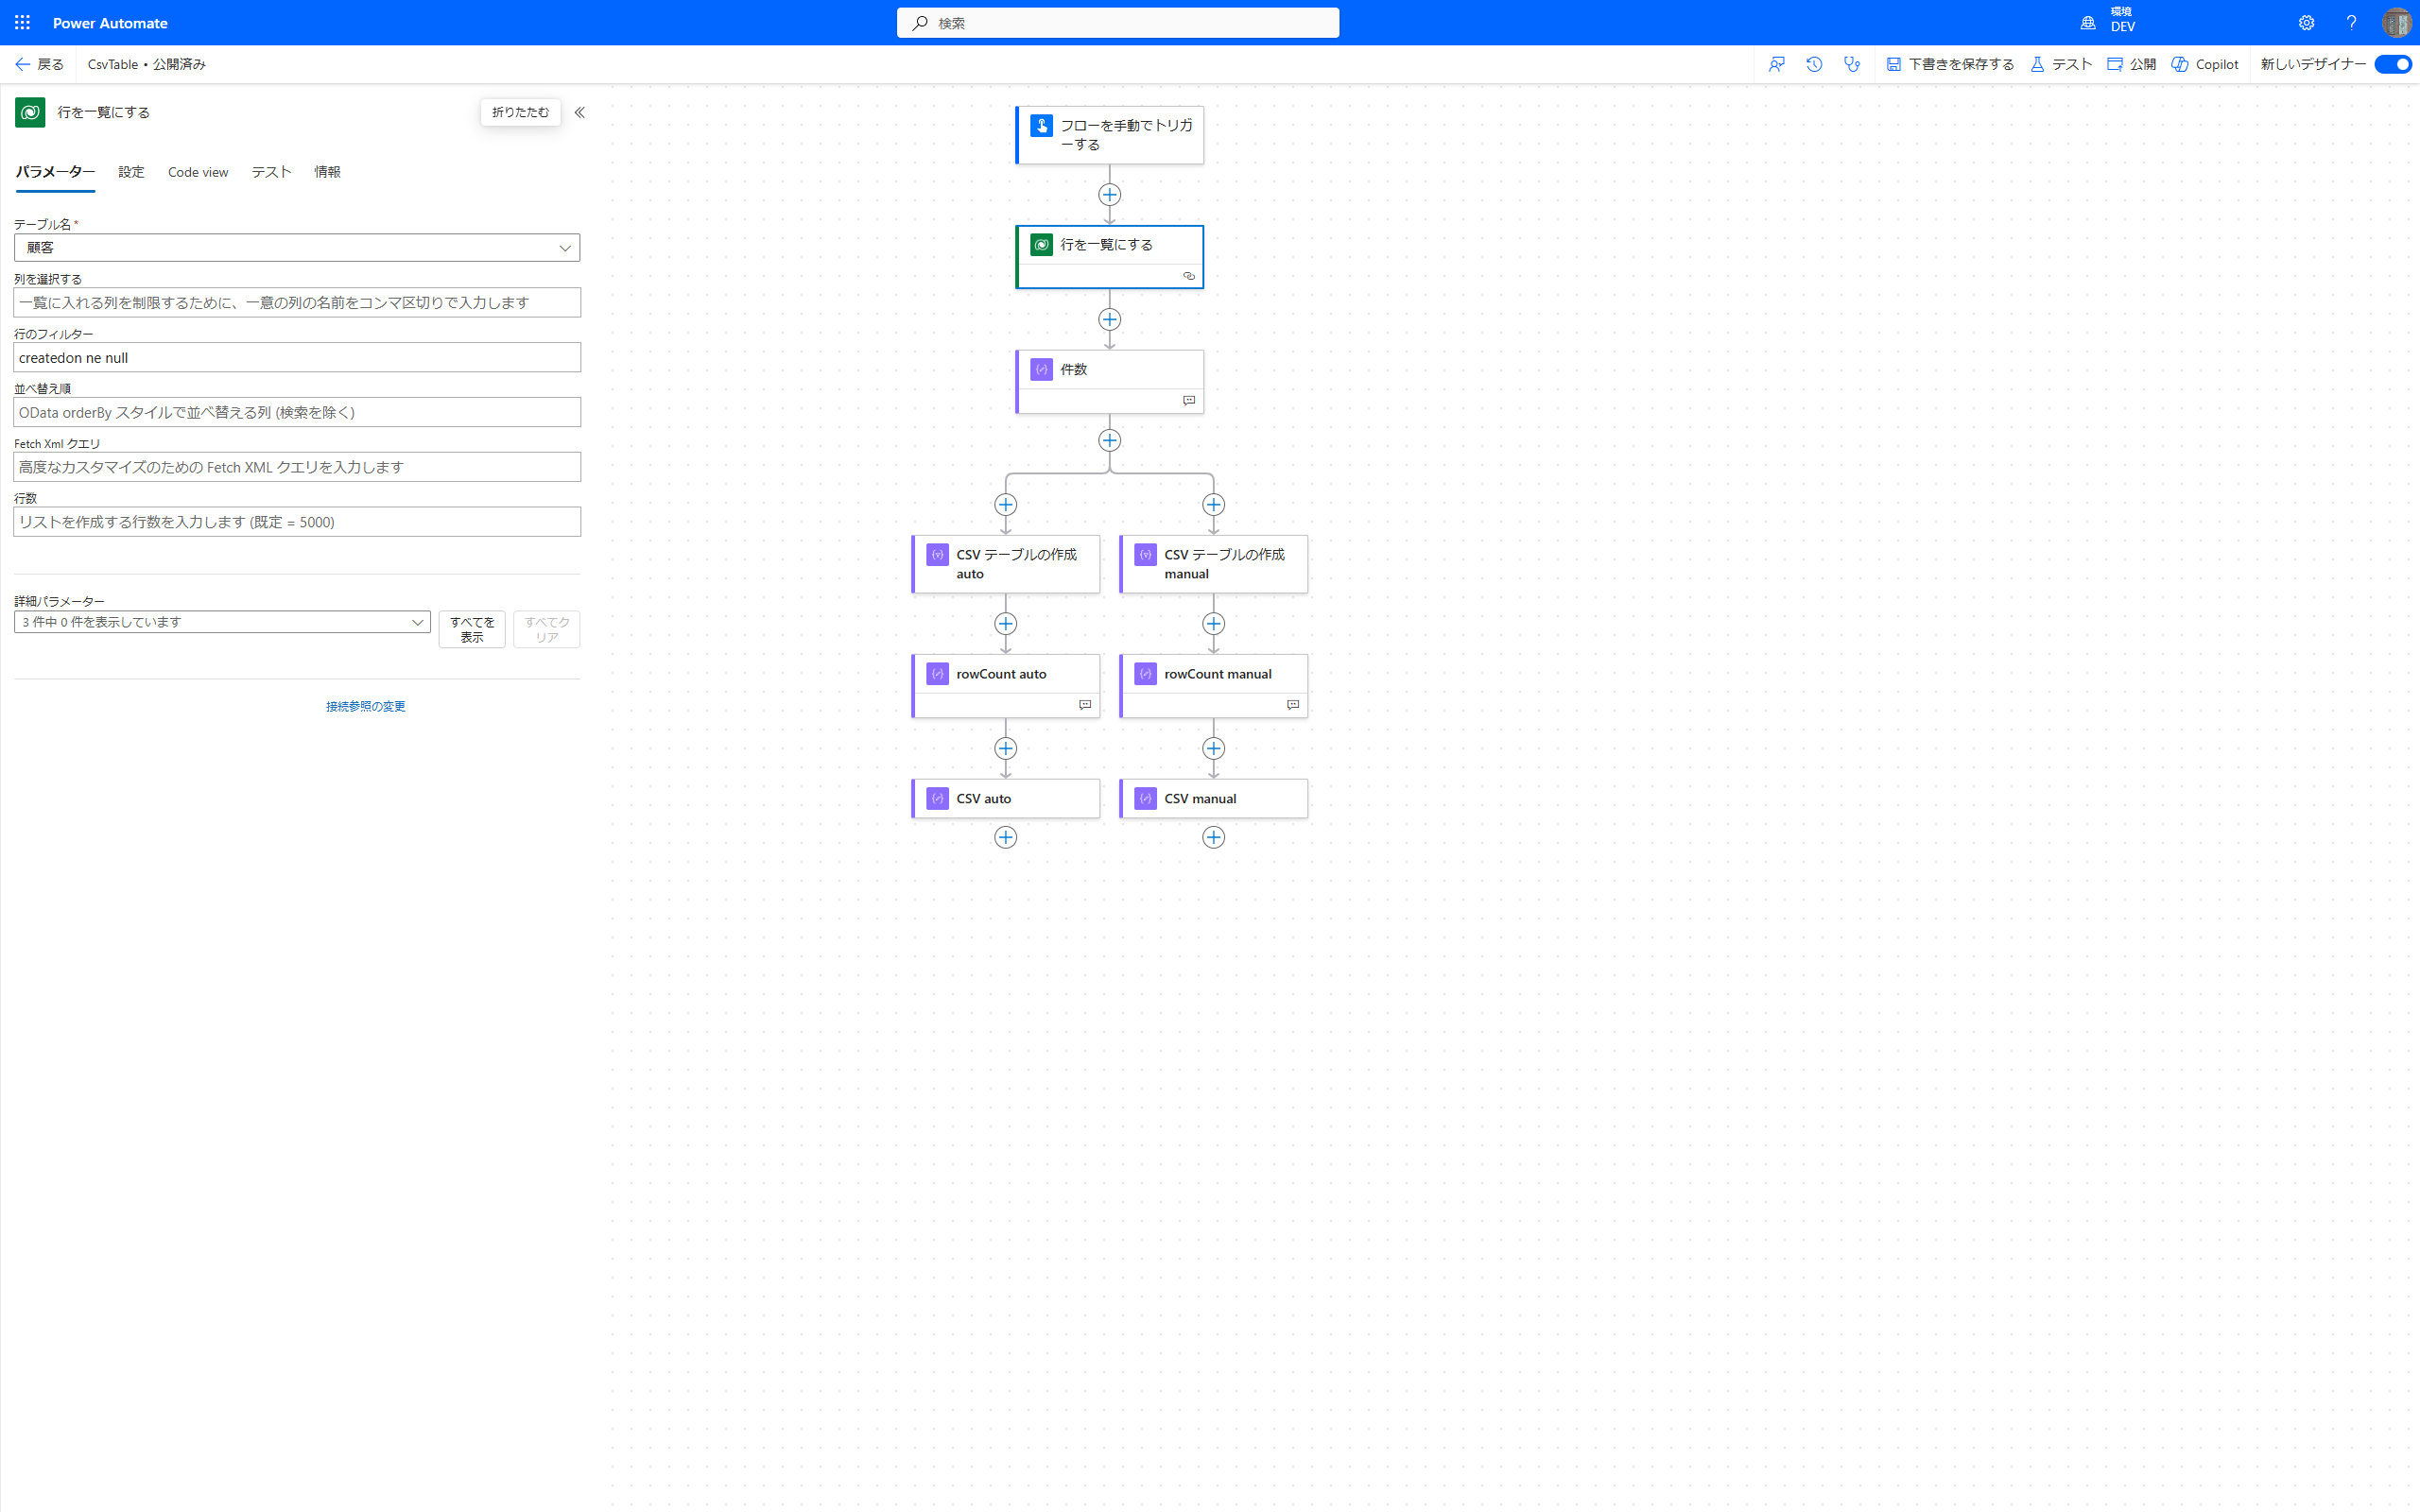 Power Automate
検索
環境
DEV
戻る
CsvTable • 公開済み
下書きを保存する
テスト
公開
Copilot
新しいデザイナー
行を一覧にする
折りたたむ
パラメーター
設定
Code view
テスト
情報
テーブル名 *
顧客
列を選択する
一覧に入れる列を制限するために、一意の列の名前をコンマ区切りで入力します
行のフィルター
createdon ne null
並べ替え順
OData orderBy スタイルで並べ替える列 (検索を除く)
Fetch Xml クエリ
高度なカスタマイズのための Fetch XML クエリを入力します
行数
リストを作成する行数を入力します (既定 = 5000)
詳細パラメーター
3 件中 0 件を表示しています
すべてを
表示
すべてク
リア
接続参照の変更
フローを手動でトリガ
ーする
行を一覧にする
件数
CSV テーブルの作成
auto
CSV テーブルの作成
manual
rowCount auto
rowCount manual
CSV auto
CSV manual